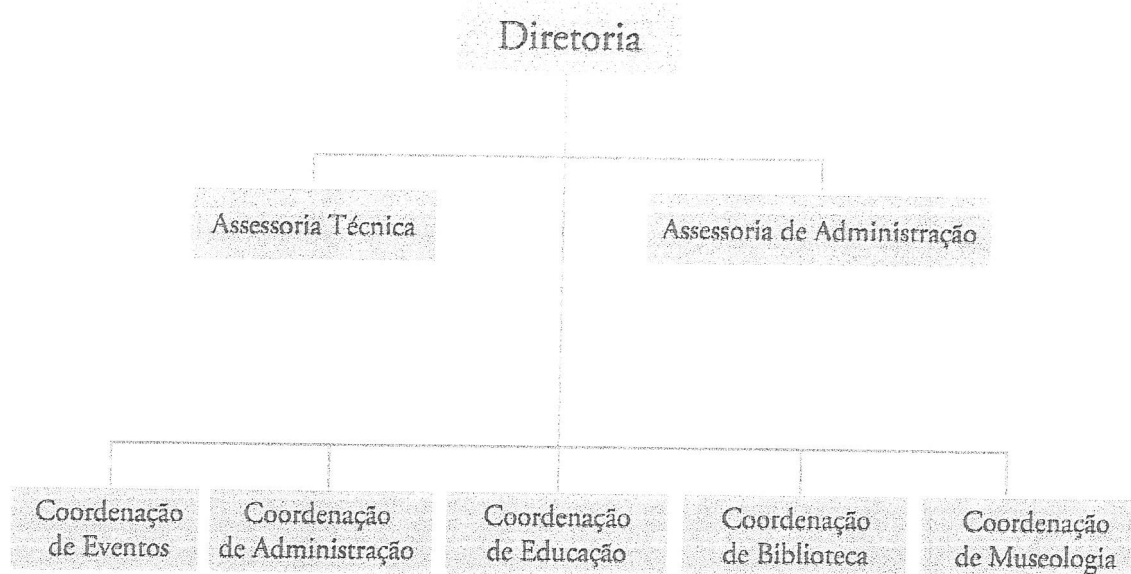 Diretoria
Assessoria Técnica
Assessoria de Administração
Coordenação
de Eventos
Coordenação
de Administração
Coordenação
de Educação
Coordenação
de Biblioteca
Coordenação
de Museologia